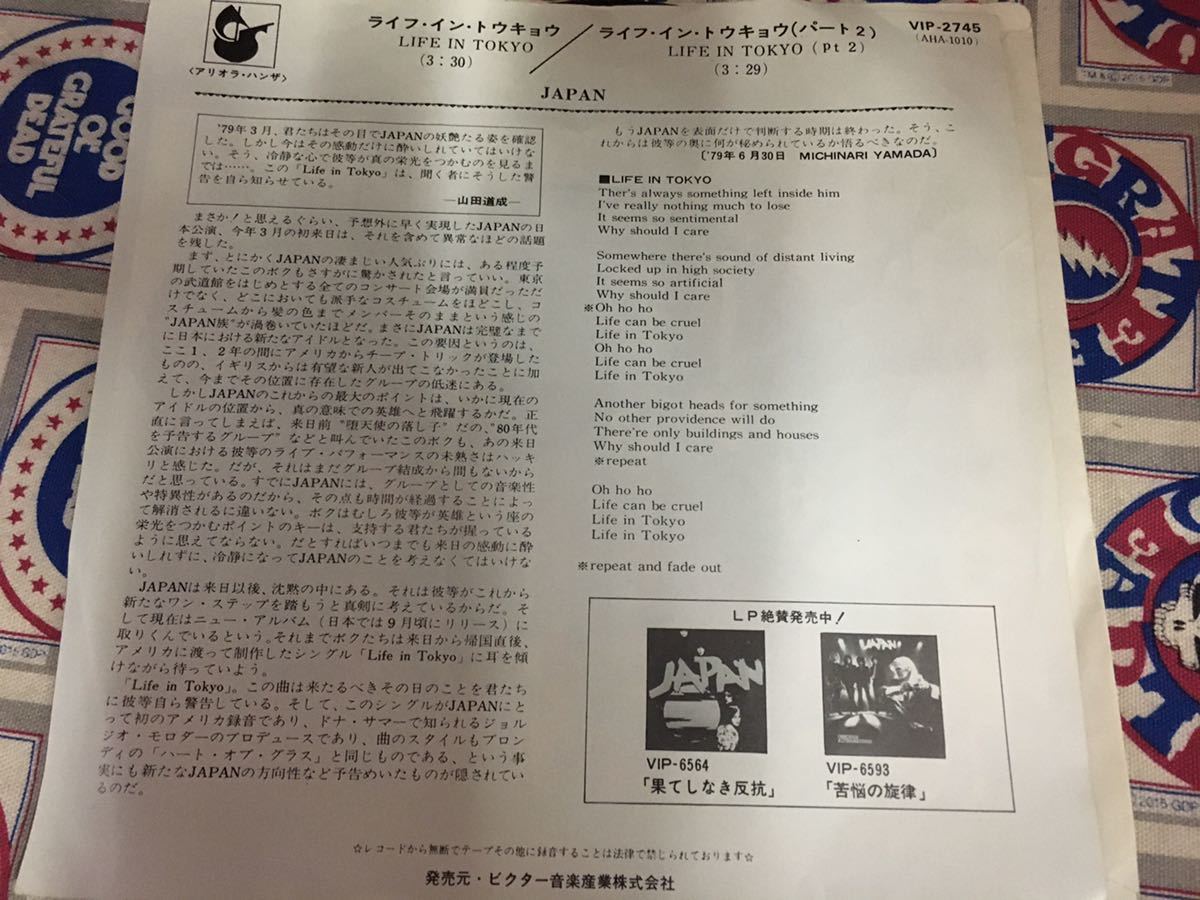 ライフ・イン・トウキョウ
LIFE IN TOKYO
(3：30)
ライフ・イン・トウキョウ(パート2)
LIFE IN TOKYO (pt 2)
(3：29)
VIP-2745
(AHA-1010)
〈アリオラ・ハンザ〉
JAPAN
'79年3月、君たちはその目でJAPANの妖艶たる姿を確認
した。しかし今はその感動だけに酔いしれていてはいけな
い。そう、冷静な心で彼等が真の栄光をつかむのを見るま
では……。この「Life in Tokyo」は、聞く者にそうした警
告を自ら知らせている。
—山田道成—
まさか！と思えるぐらい、予想外に早く実現したJAPANの日
本公演、今年3月の初来日は、それを含めて異常なほどの話題
を残した。
まず、とにかくJAPANの凄ましい人気ぶりには、ある程度予
期していたこのボクもさすがに驚かされたと言っていい。東京
の武道館をはじめとする全てのコンサート会場が満員だっただ
けでなく、どこにおいても派手なコスチュームをほどこし、コ
スチュームから髪の色までメンバーそのままという感じの
"JAPAN族"が渦巻いていたほどだ。まさにJAPANは完璧なまで
に日本における新たなアイドルとなった。この要因というのは、
ここ1、2年の間にアメリカからチープ・トリックが登場した
ものの、イギリスからは有望な新人が出てこなかったことに加
えて、今までその位置に存在したグループの低迷にある。
しかしJAPANのこれからの最大のポイントは、いかに現在の
アイドルの位置から、真の意味での英雄へと飛躍するかだ。正
直に言ってしまえば、来日前"堕天使の落し子"だの、"80年代
を予告するグループ"などと叫んでいたこのボクも、あの来日
公演における彼等のライブ・パフォーマンスの未熟さはハッキ
リと感じた。だが、それはまだグループ結成から間もないから
だと思っている。すでにJAPANには、グループとしての音楽性
や特異性があるのだから、その点も時間が経過することによっ
て解消されるに違いない。ボクはむしろ彼等が英雄という座の
栄光をつかむポイントのキーは、支持する君たちが握っている
ように思えてならない。だとすればいつまでも来日の感動に酔
いしれずに、冷静になってJAPANのことを考えなくてはいけな
い。
JAPANは来日以後、沈黙の中にある。それは彼等がこれから
新たなワン・ステップを踏もうと真剣に考えているからだ。そ
して現在はニュー・アルバム（日本では9月頃にリリース）に
取りくんでいるという。それまでボクたちは来日から帰国直後、
アメリカに渡って制作したシングル「Life in Tokyo」に耳を傾
けながら待っていよう。
「Life in Tokyo」。この曲は来たるべきその日のことを君たち
に彼等自ら警告している。そして、このシングルがJAPANにと
って初のアメリカ録音であり、ドナ・サマーで知られるジョル
ジオ・モロダーのプロデュースであり、曲のスタイルもブロン
ディの「ハート・オブ・グラス」と同じものである、という事
実にも新たなJAPANの方向性など予告めいたものが隠されてい
るのだ。
もうJAPANを表面だけで判断する時期は終わった。そう、こ
れからは彼等の奥に何が秘められているか悟るべきなのだ。
〔'79年6月30日　MICHINARI YAMADA〕
■LIFE IN TOKYO
Ther's always something left inside him
I've really nothing much to lose
It seems so sentimental
Why should I care
Somewhere there's sound of distant living
Locked up in high society
It seems so artificial
Why should I care
※Oh ho ho
Life can be cruel
Life in Tokyo
Oh ho ho
Life can be cruel
Life in Tokyo
Another bigot heads for something
No other providence will do
There're only buildings and houses
Why should I care
※repeat
Oh ho ho
Life can be cruel
Life in Tokyo
Life in Tokyo
※repeat and fade out
LP絶賛発売中！
JAPAN
JAPAN
VIP-6564
「果てしなき反抗」
VIP-6593
「苦悩の旋律」
☆レコードから無断でテープその他に録音することは法律で禁じられております☆
発売元・ビクター音楽産業株式会社
GOOD
OL'
GRATEFUL
DEAD